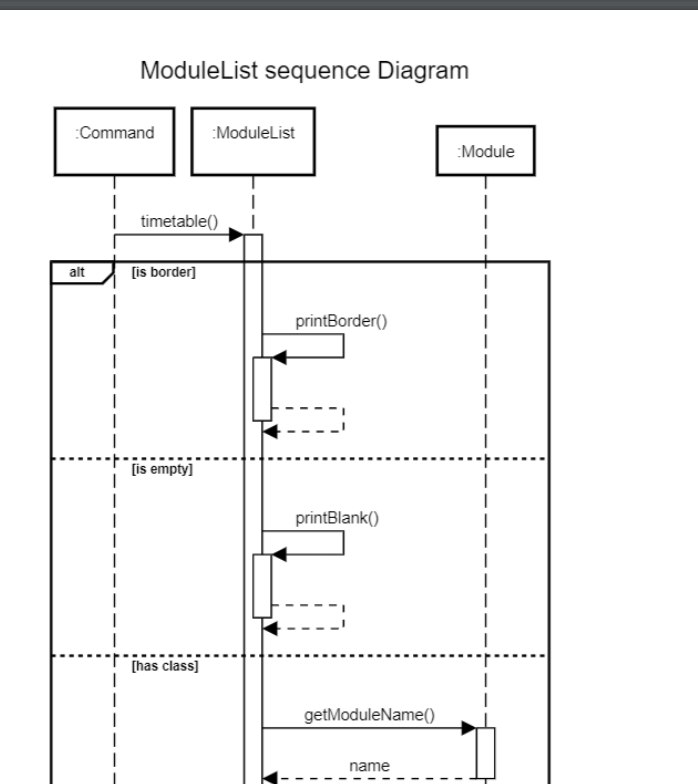 ModuleList sequence Diagram
:Command
:ModuleList
:Module
timetable()
alt
[is border]
printBorder()
[is empty]
printBlank()
[has class]
getModuleName()
name